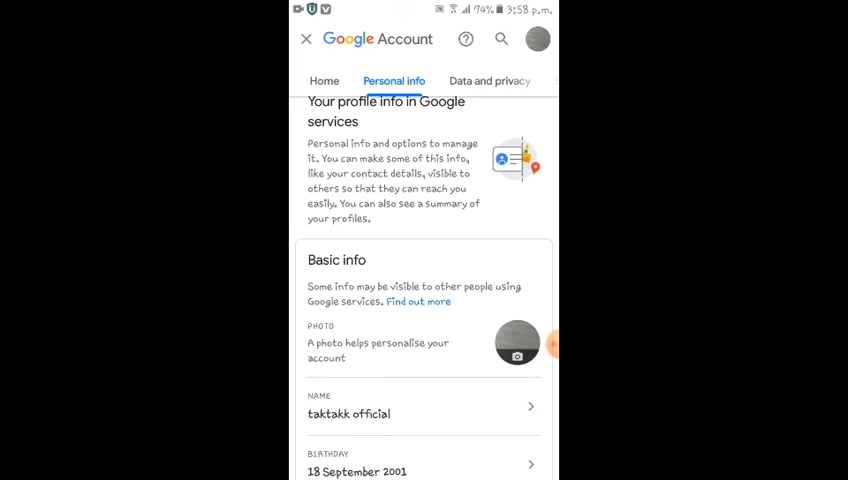 74% 3:58 p.m.
Google Account
Home Personal info Data and privacy
Your profile info in Google
services
Personal info and options to manage
it. You can make some of this info,
like your contact details, visible to
others so that they can reach you
easily. You can also see a summary of
your profiles.
Basic info
Some info may be visible to other people using
Google services. Find out more
PHOTO
A photo helps personalise your
account
NAME
taktakk official
BIRTHDAY
18 September 2001